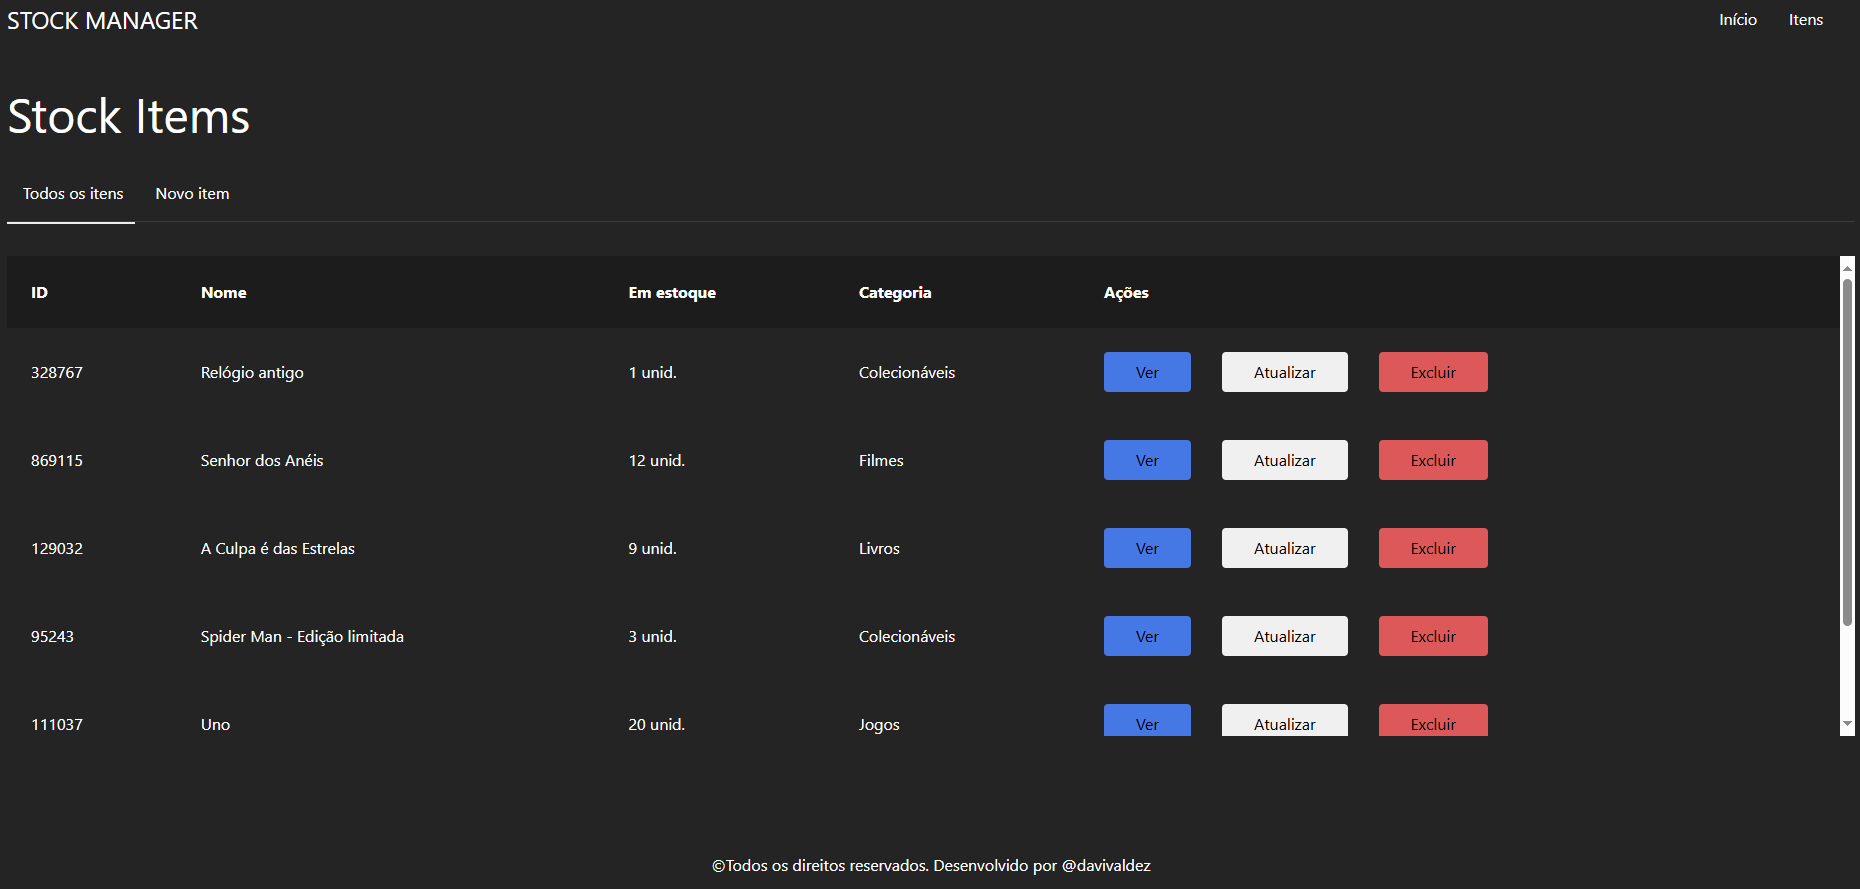 STOCK MANAGER Início Itens
Stock Items
Todos os itens Novo item
ID Nome Em estoque Categoria Ações
328767 Relógio antigo 1 unid. Colecionáveis Ver Atualizar Excluir
869115 Senhor dos Anéis 12 unid. Filmes Ver Atualizar Excluir
129032 A Culpa é das Estrelas 9 unid. Livros Ver Atualizar Excluir
95243 Spider Man - Edição limitada 3 unid. Colecionáveis Ver Atualizar Excluir
111037 Uno 20 unid. Jogos Ver Atualizar Excluir
©Todos os direitos reservados. Desenvolvido por @davivaldez